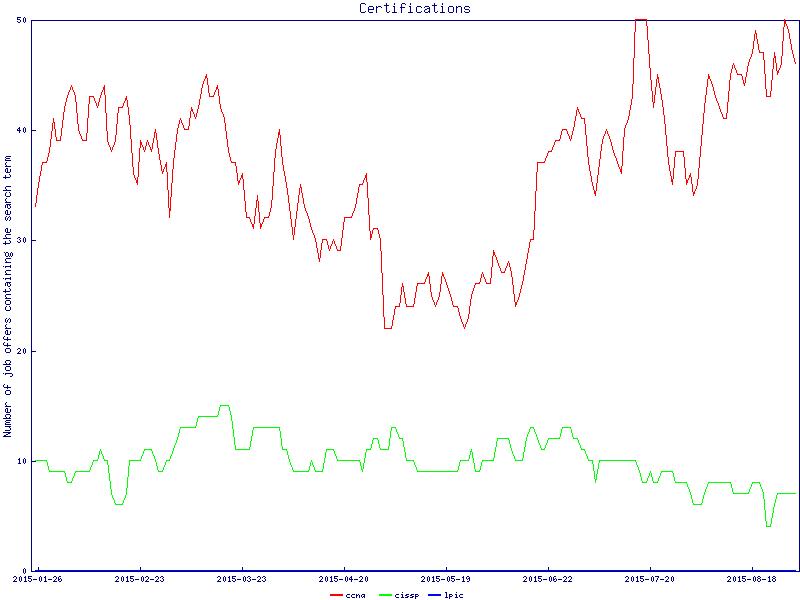 Certifications
Number of job offers containing the search term
50
40
30
20
10
0
2015-01-26 2015-02-23 2015-03-23 2015-04-20 2015-05-19 2015-06-22 2015-07-20 2015-08-18
ccna cissp lpic